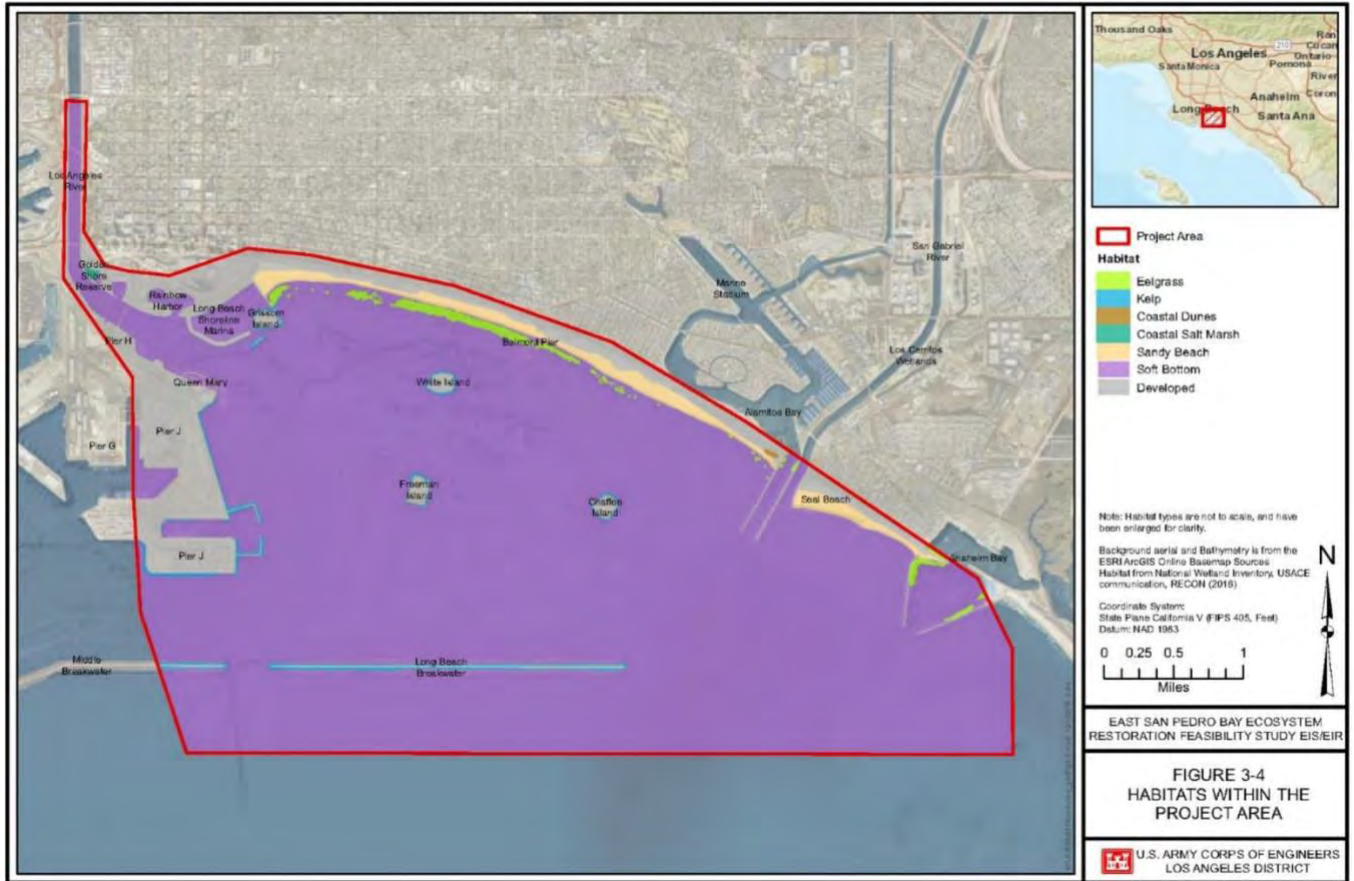 Los Angeles
River
Golden
Shore
Reserve
Rainbow
Harbor
Long Beach
Shoreline
Marina
Grissom
Island
Pier H
Queen Mary
Pier G
Pier J
Pier J
White Island
Belmont Pier
Freeman
Island
Chaffee
Island
Marine
Stadium
San Gabriel
River
Los Cerritos
Wetlands
Alamitos Bay
Seal Beach
Anaheim Bay
Middle
Breakwater
Long Beach
Breakwater
Thousand Oaks
Los Angeles
210
Santa Monica
Pomona
Ontario
River
Anaheim
Coron
Long Beach
Santa Ana
Project Area
Habitat
Eelgrass
Kelp
Coastal Dunes
Coastal Salt Marsh
Sandy Beach
Soft Bottom
Developed
Note: Habitat types are not to scale, and have
been enlarged for clarity.
Background aerial and Bathymetry is from the
ESRI ArcGIS Online Basemap Sources
Habitat from National Wetland Inventory, USACE
communication, RECON (2016)
Coordinate System:
State Plane California V (FIPS 405, Feet)
Datum: NAD 1983
N
0 0.25 0.5 1
Miles
EAST SAN PEDRO BAY ECOSYSTEM
RESTORATION FEASIBILITY STUDY EIS/EIR
FIGURE 3-4
HABITATS WITHIN THE
PROJECT AREA
U.S. ARMY CORPS OF ENGINEERS
LOS ANGELES DISTRICT